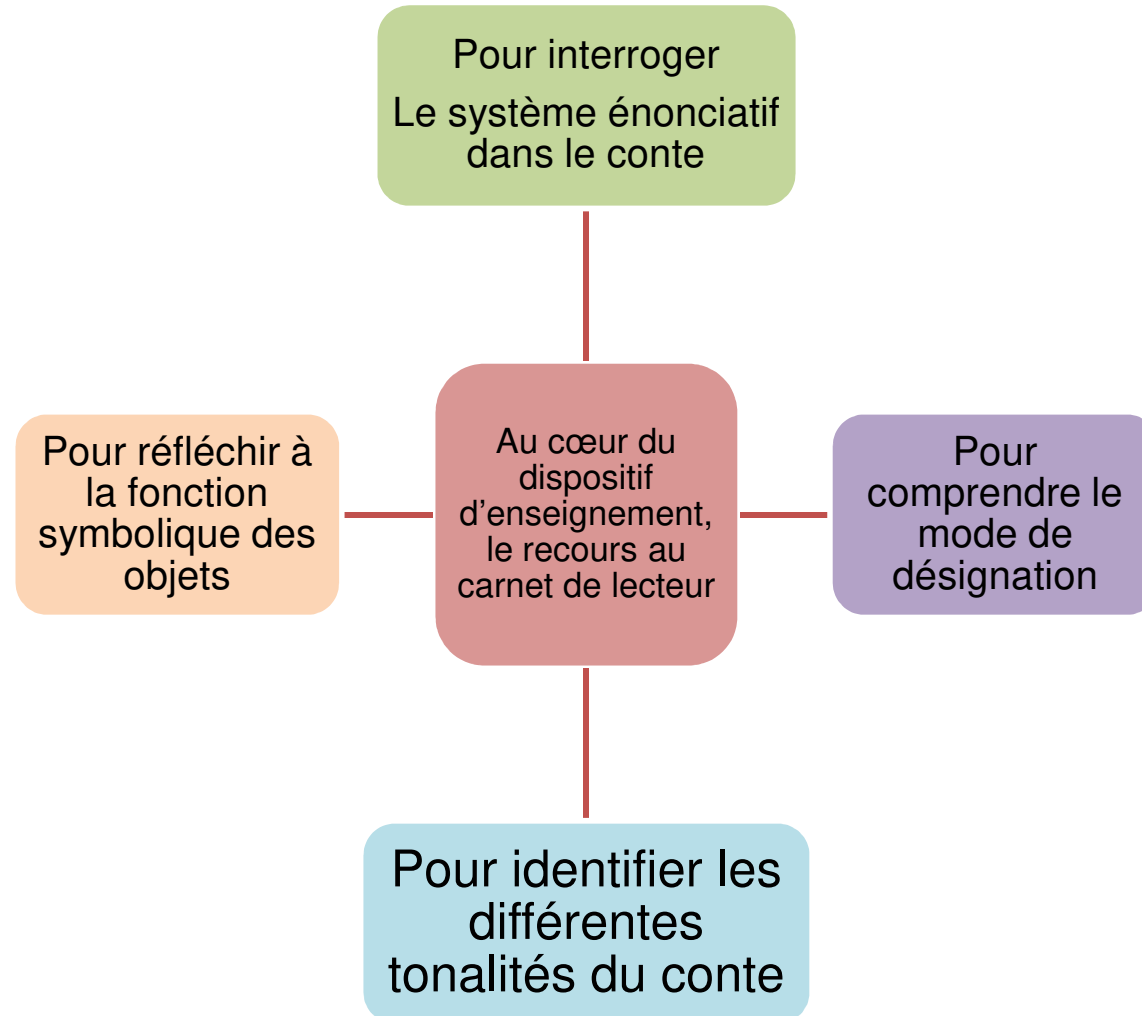 Pour interroger
Le système énonciatif
dans le conte
Pour réfléchir à
la fonction
symbolique des
objets
Au cœur du
dispositif
d’enseignement,
le recours au
carnet de lecteur
Pour
comprendre le
mode de
désignation
Pour identifier les
différentes
tonalités du conte